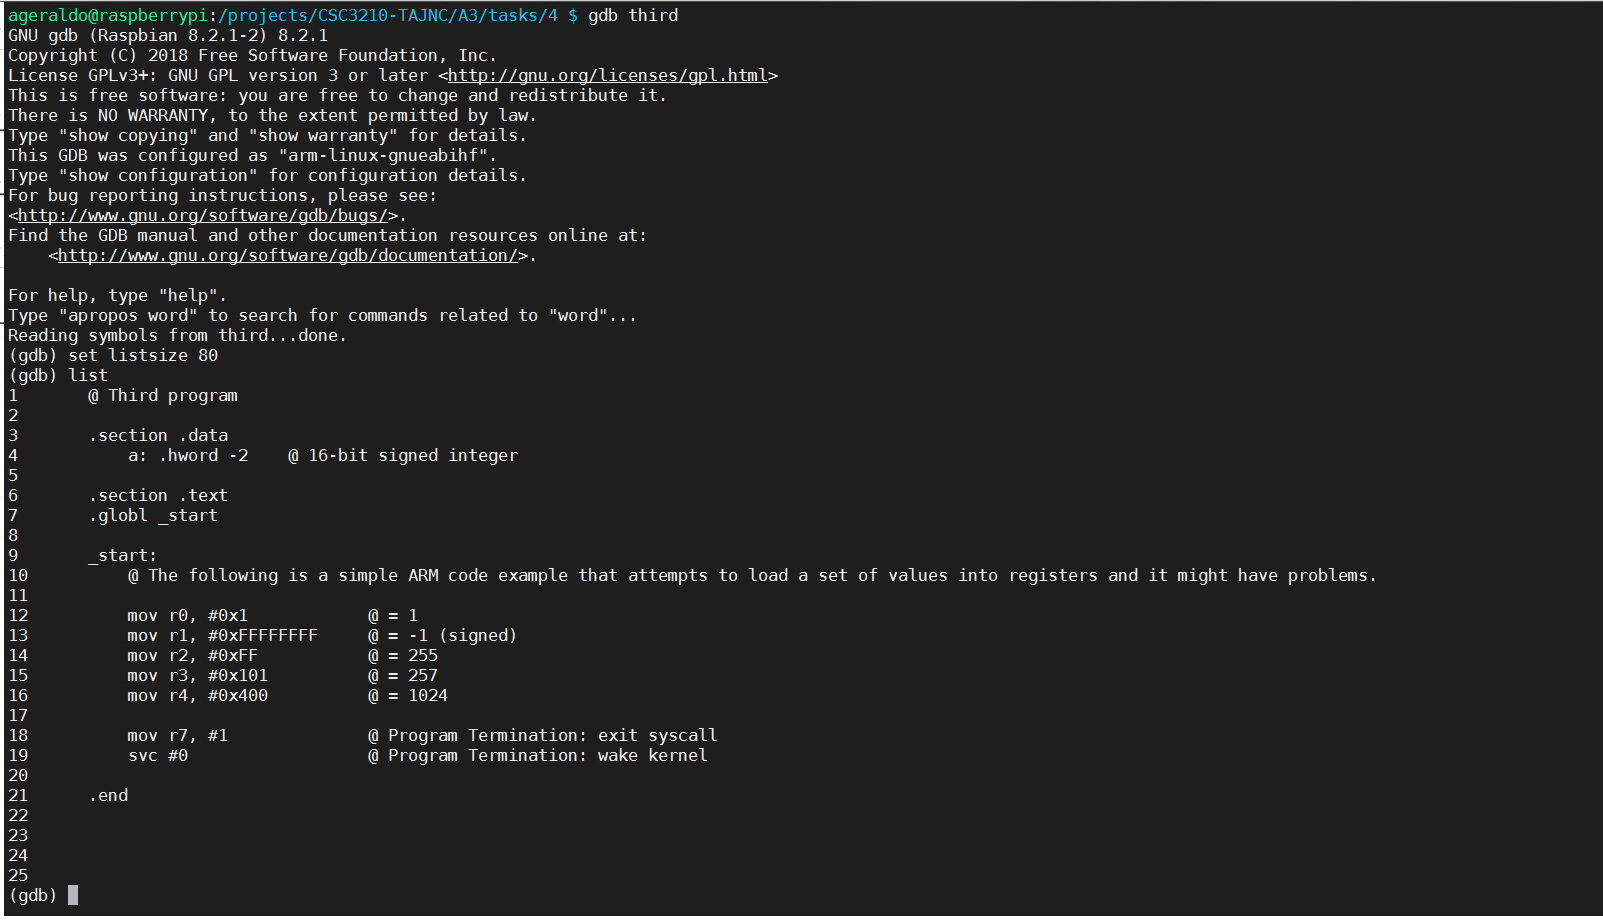 ageraldo@raspberrypi:/projects/CSC3210-TAJNC/A3/tasks/4 $ gdb third
GNU gdb (Raspbian 8.2.1-2) 8.2.1
Copyright (C) 2018 Free Software Foundation, Inc.
License GPLv3+: GNU GPL version 3 or later <http://gnu.org/licenses/gpl.html>
This is free software: you are free to change and redistribute it.
There is NO WARRANTY, to the extent permitted by law.
Type "show copying" and "show warranty" for details.
This GDB was configured as "arm-linux-gnueabihf".
Type "show configuration" for configuration details.
For bug reporting instructions, please see:
<http://www.gnu.org/software/gdb/bugs/>.
Find the GDB manual and other documentation resources online at:
    <http://www.gnu.org/software/gdb/documentation/>.

For help, type "help".
Type "apropos word" to search for commands related to "word"...
Reading symbols from third...done.
(gdb) set listsize 80
(gdb) list
1       @ Third program
2
3       .section .data
4           a: .hword -2    @ 16-bit signed integer
5
6       .section .text
7       .globl _start
8
9       _start:
10          @ The following is a simple ARM code example that attempts to load a set of values into registers and it might have problems.
11
12          mov r0, #0x1            @ = 1
13          mov r1, #0xFFFFFFFF     @ = -1 (signed)
14          mov r2, #0xFF           @ = 255
15          mov r3, #0x101          @ = 257
16          mov r4, #0x400          @ = 1024
17
18          mov r7, #1              @ Program Termination: exit syscall
19          svc #0                  @ Program Termination: wake kernel
20
21      .end
22
23
24
25
(gdb)